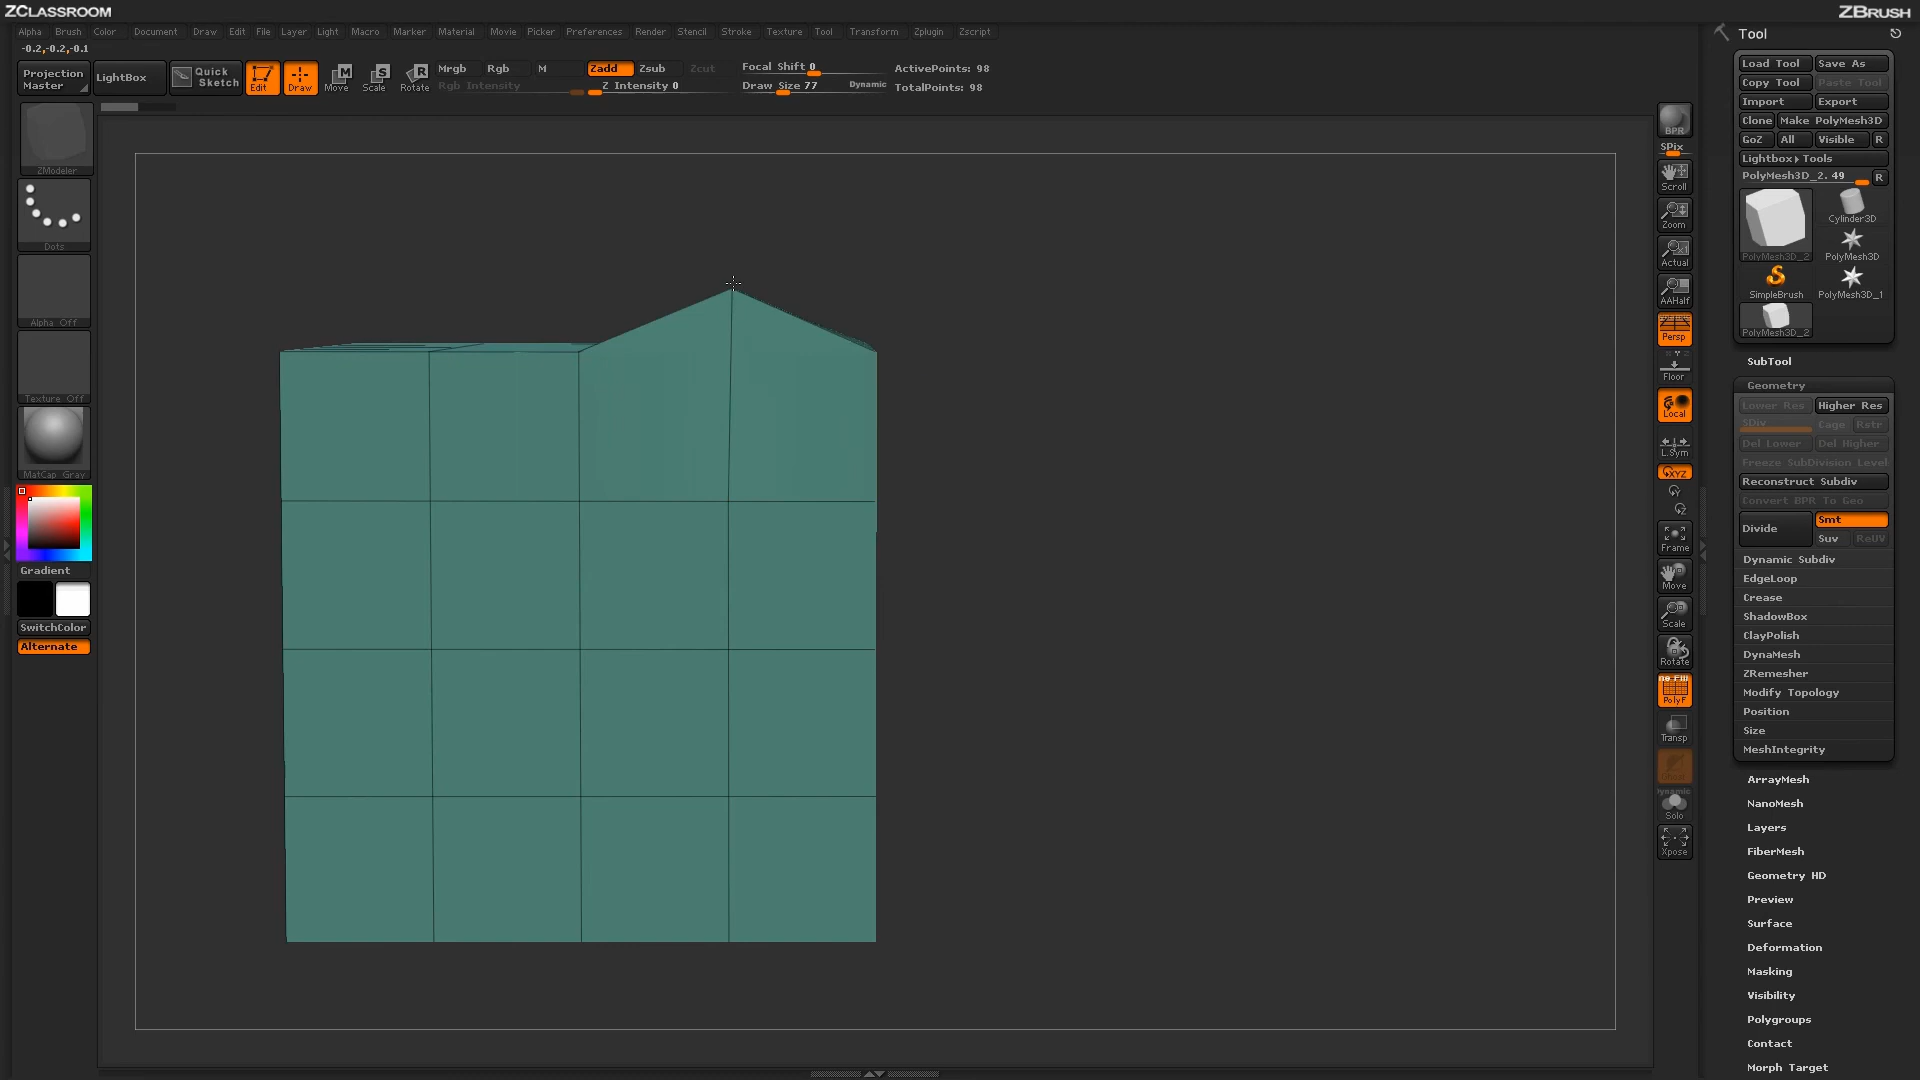 ZCLASSROOM
ZBRUSH
Alpha Brush Color Document Draw Edit File Layer Light Macro Marker Material Movie Picker Preferences Render Stencil Stroke Texture Tool Transform Zplugin Zscript
-0.2,-0.2,-0.1
Projection Master
LightBox
Quick Sketch
Edit
Draw
Move
Scale
Rotate
Mrgb Rgb M
Rgb Intensity
Zadd Zsub Zcut
Z Intensity 0
Focal Shift 0
Draw Size 77
Dynamic
ActivePoints: 98
TotalPoints: 98
ZModeler
Dots
Alpha Off
Texture Off
MatCap Gray
Gradient
SwitchColor
Alternate
BPR
SPix
Scroll
Zoom
Actual
AAHalf
Persp
Floor
Local
L.Sym
XYZ
Frame
Move
Scale
Rotate
PolyF
Transp
Dynamic
Solo
Xpose
Tool
Load Tool Save As
Copy Tool Paste Tool
Import Export
Clone Make PolyMesh3D
GoZ All Visible R
Lightbox▸Tools
PolyMesh3D_2. 49 R
PolyMesh3D_2
Cylinder3D
PolyMesh3D
SimpleBrush
PolyMesh3D_1
PolyMesh3D_2
SubTool
Geometry
Lower Res Higher Res
SDiv Cage Rstr
Del Lower Del Higher
Freeze SubDivision Level
Reconstruct Subdiv
Convert BPR To Geo
Divide
Smt
Suv ReUV
Dynamic Subdiv
EdgeLoop
Crease
ShadowBox
ClayPolish
DynaMesh
ZRemesher
Modify Topology
Position
Size
MeshIntegrity
ArrayMesh
NanoMesh
Layers
FiberMesh
Geometry HD
Preview
Surface
Deformation
Masking
Visibility
Polygroups
Contact
Morph Target